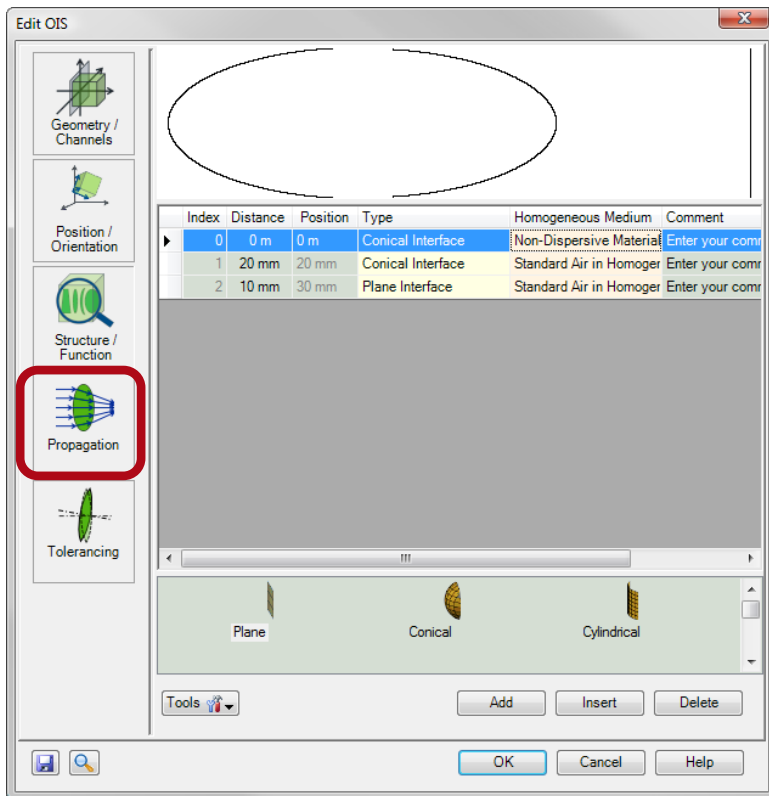 Edit OIS
Geometry /
Channels
Position /
Orientation
Structure /
Function
Propagation
Tolerancing
Index Distance Position Type Homogeneous Medium Comment
0 0 m 0 m Conical Interface Non-Dispersive Material Enter your comm
1 20 mm 20 mm Conical Interface Standard Air in Homoger Enter your comm
2 10 mm 30 mm Plane Interface Standard Air in Homoger Enter your comm
Plane Conical Cylindrical
Tools Add Insert Delete
OK Cancel Help